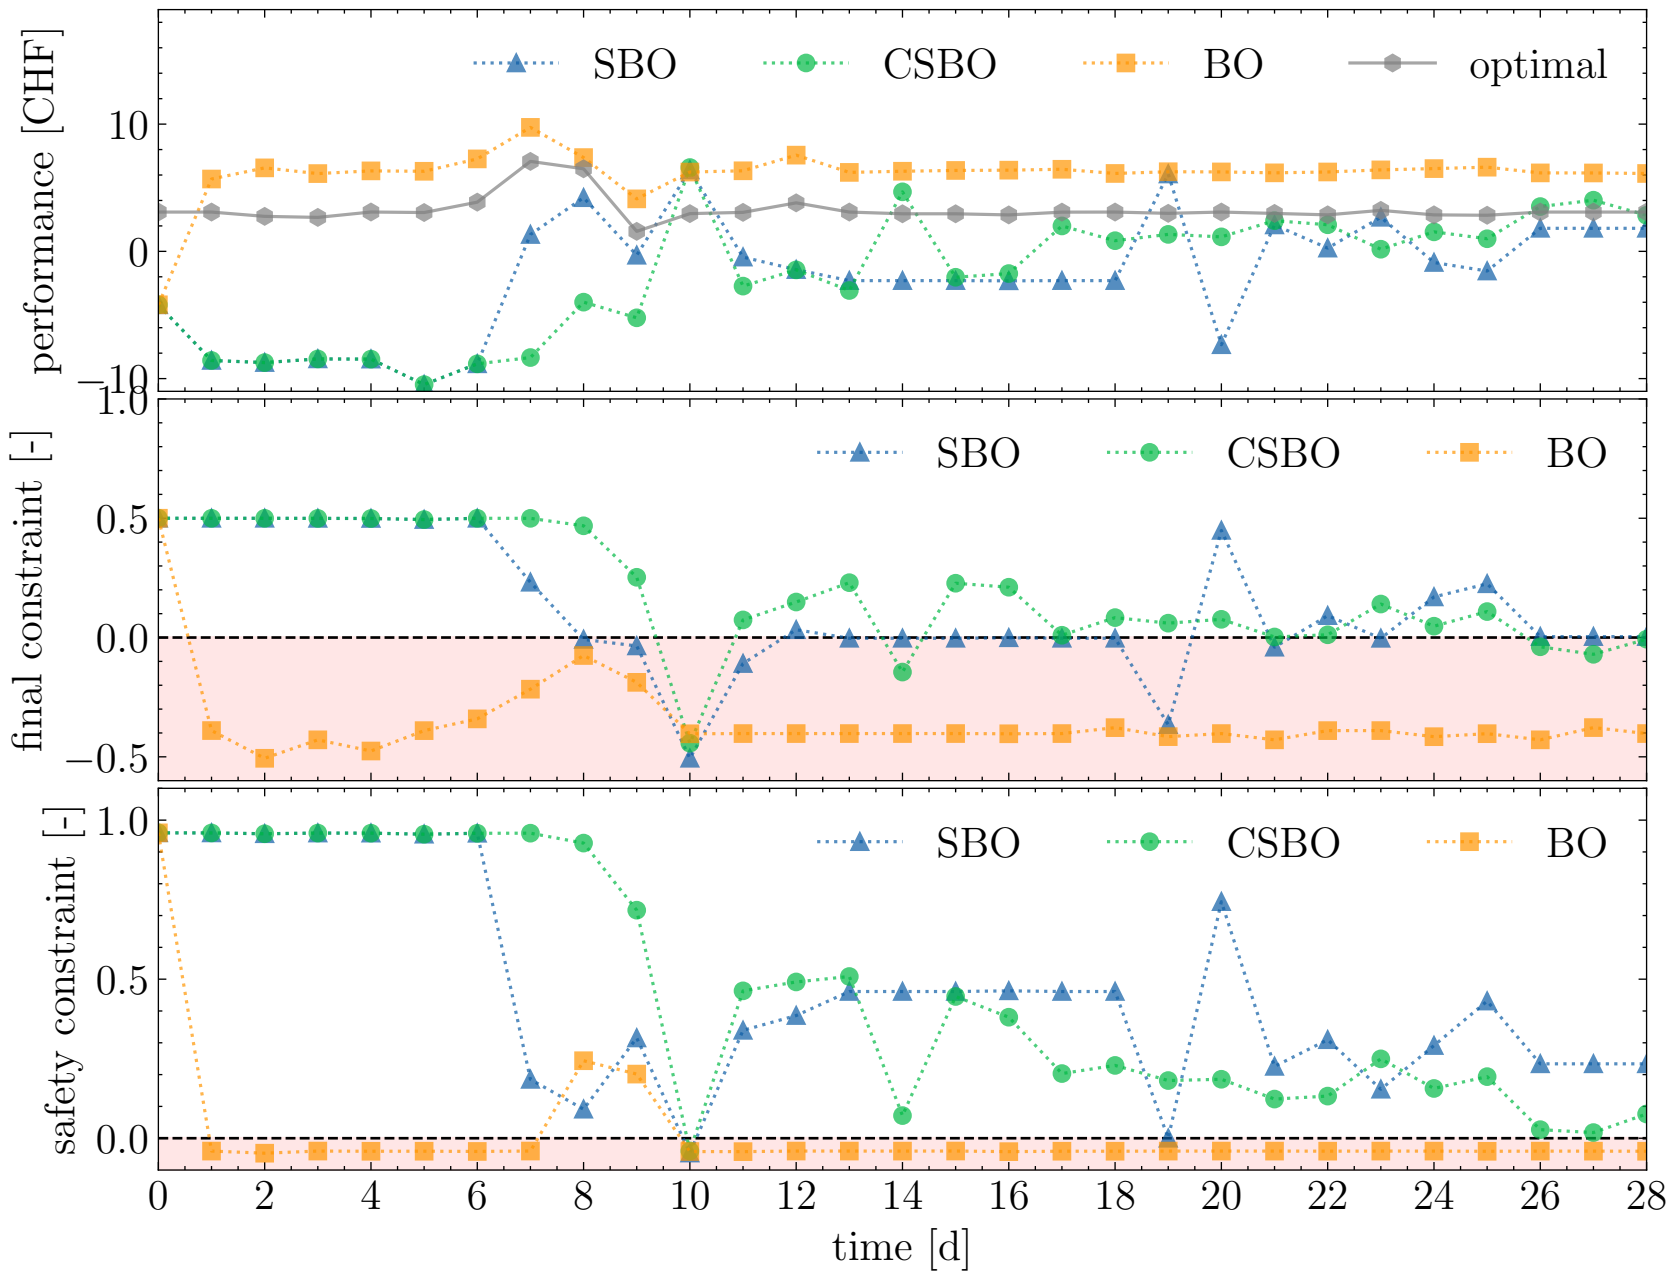 performance [CHF]
SBO CSBO BO optimal
10
0
−10
final constraint [-]
1.0
SBO CSBO BO
0.5
0.0
−0.5
safety constraint [-]
1.0
SBO CSBO BO
0.5
0.0
0 2 4 6 8 10 12 14 16 18 20 22 24 26 28
time [d]